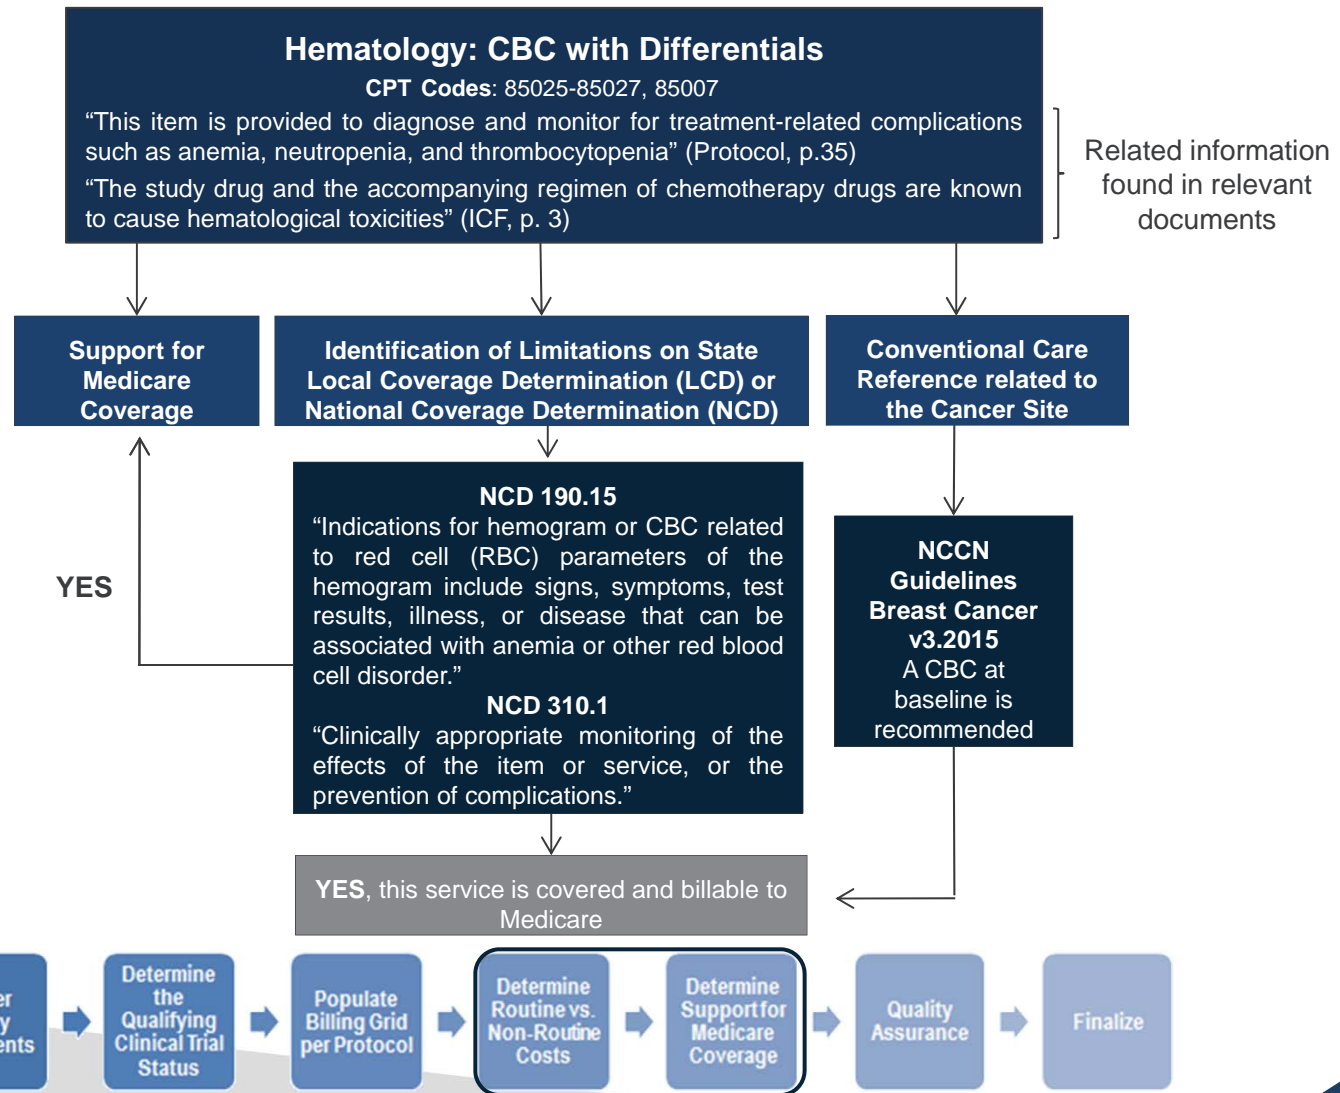 Hematology: CBC with Differentials
CPT Codes: 85025-85027, 85007
“This item is provided to diagnose and monitor for treatment-related complications
such as anemia, neutropenia, and thrombocytopenia” (Protocol, p.35)
“The study drug and the accompanying regimen of chemotherapy drugs are known
to cause hematological toxicities” (ICF, p. 3)
Related information
found in relevant
documents
Support for
Medicare
Coverage
Identification of Limitations on State
Local Coverage Determination (LCD) or
National Coverage Determination (NCD)
Conventional Care
Reference related to
the Cancer Site
YES
NCD 190.15
“Indications for hemogram or CBC related
to red cell (RBC) parameters of the
hemogram include signs, symptoms, test
results, illness, or disease that can be
associated with anemia or other red blood
cell disorder.”
NCD 310.1
“Clinically appropriate monitoring of the
effects of the item or service, or the
prevention of complications.”
NCCN
Guidelines
Breast Cancer
v3.2015
A CBC at
baseline is
recommended
YES, this service is covered and billable to
Medicare
Determine
the
Qualifying
Clinical Trial
Status
Populate
Billing Grid
per Protocol
Determine
Routine vs.
Non-Routine
Costs
Determine
Support for
Medicare
Coverage
Quality
Assurance
Finalize